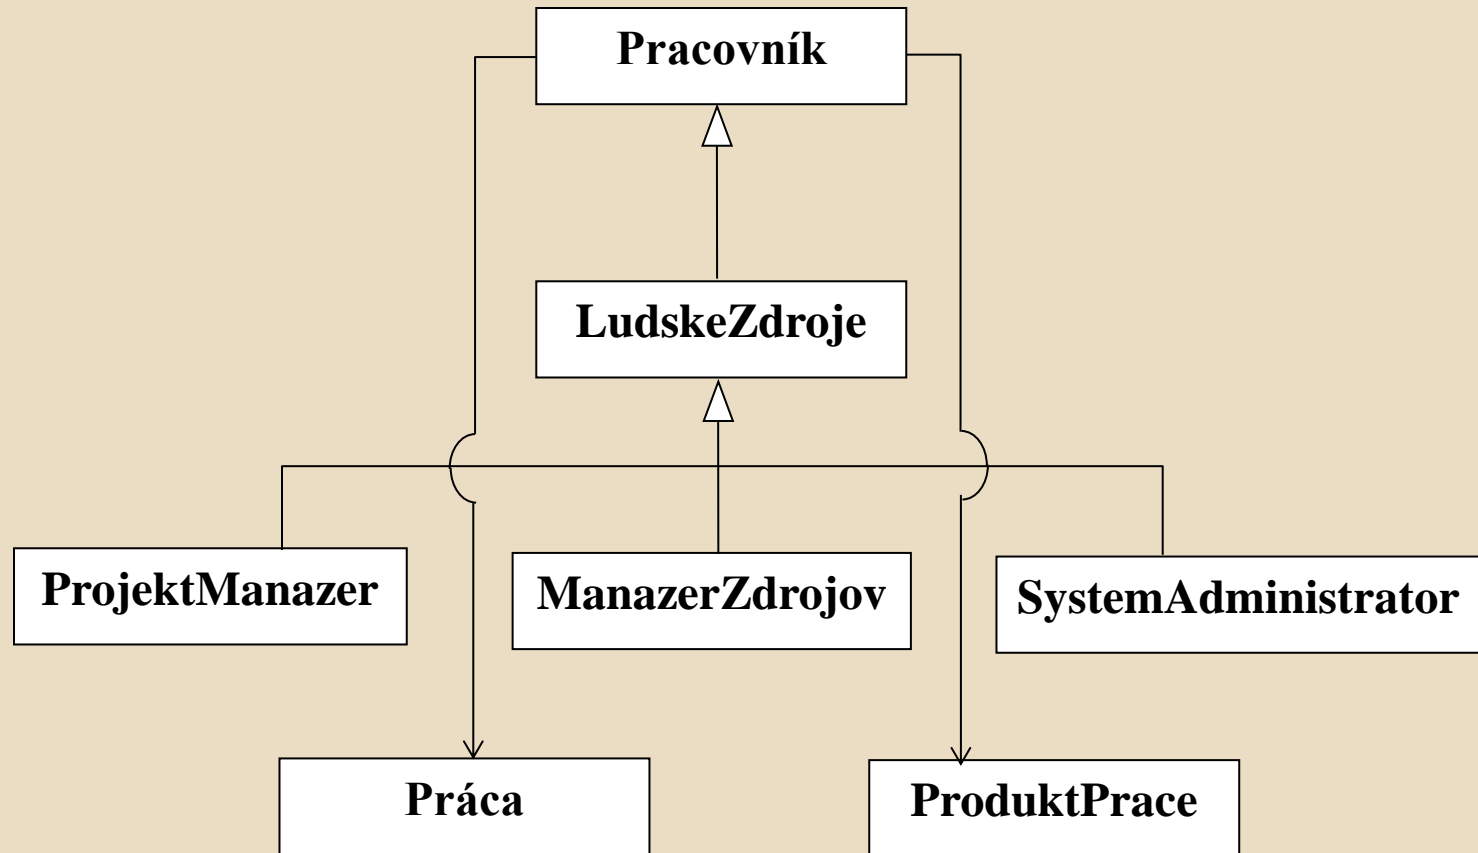 Pracovník
LudskeZdroje
ProjektManazer
ManazerZdrojov
SystemAdministrator
Práca
ProduktPrace